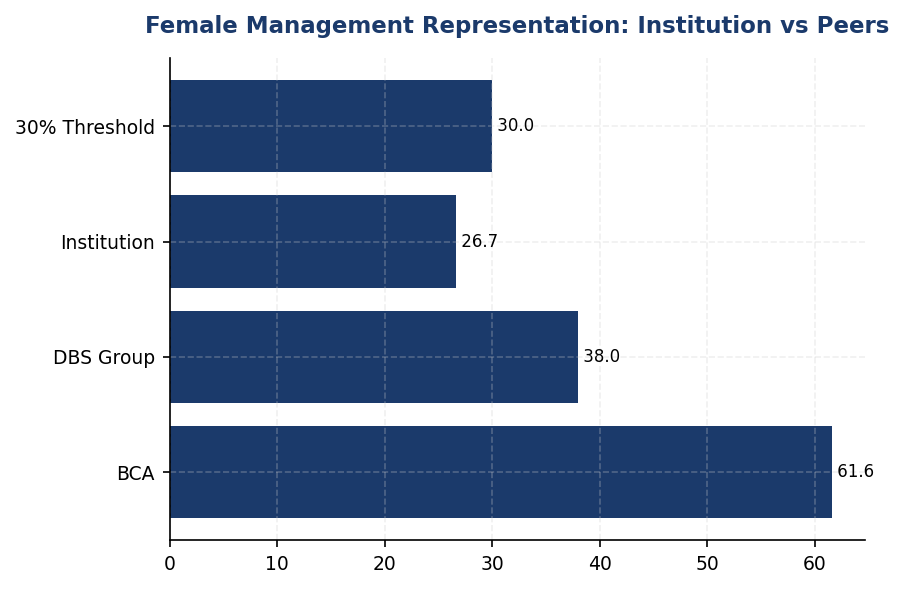 Female Management Representation: Institution vs Peers
30% Threshold
30.0
Institution
26.7
DBS Group
38.0
BCA
61.6
0 10 20 30 40 50 60